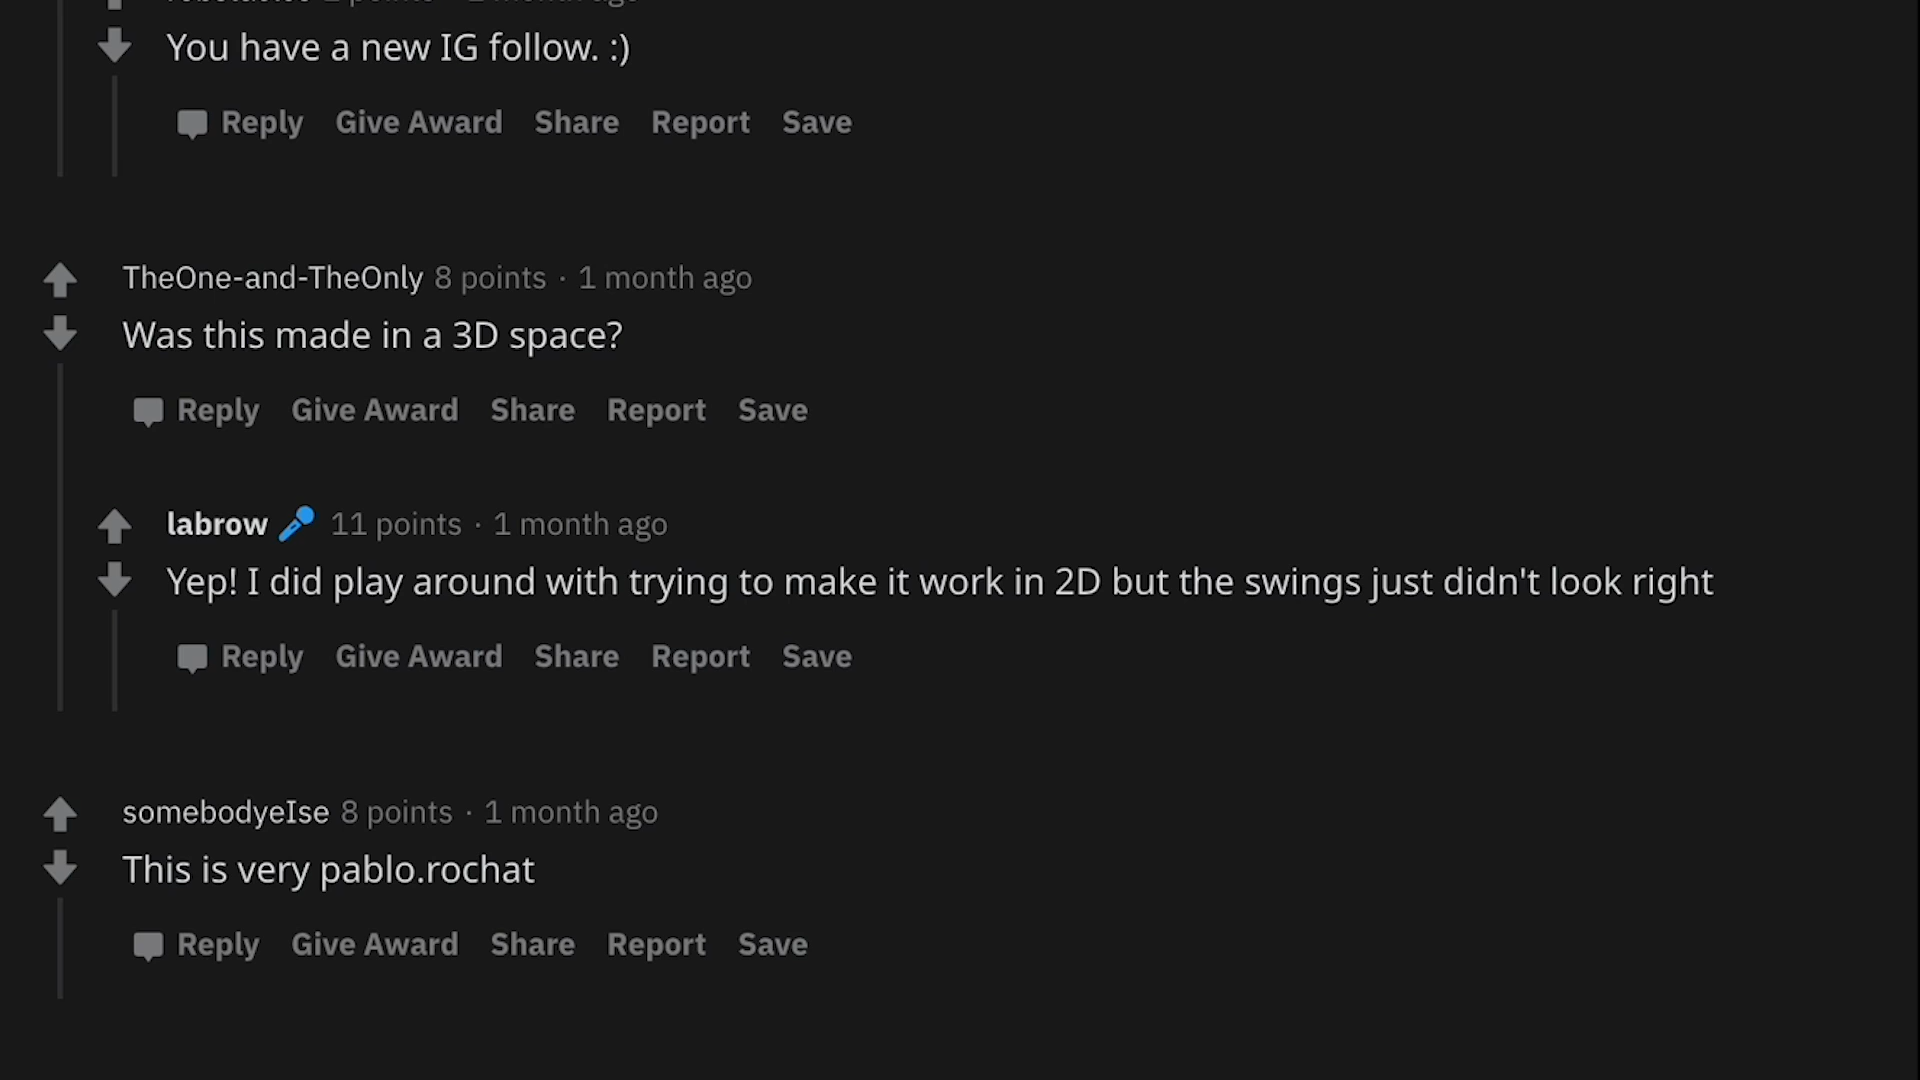 You have a new IG follow. :)
Reply Give Award Share Report Save
TheOne-and-TheOnly 8 points · 1 month ago
Was this made in a 3D space?
Reply Give Award Share Report Save
labrow 11 points · 1 month ago
Yep! I did play around with trying to make it work in 2D but the swings just didn't look right
Reply Give Award Share Report Save
somebodyeIse 8 points · 1 month ago
This is very pablo.rochat
Reply Give Award Share Report Save